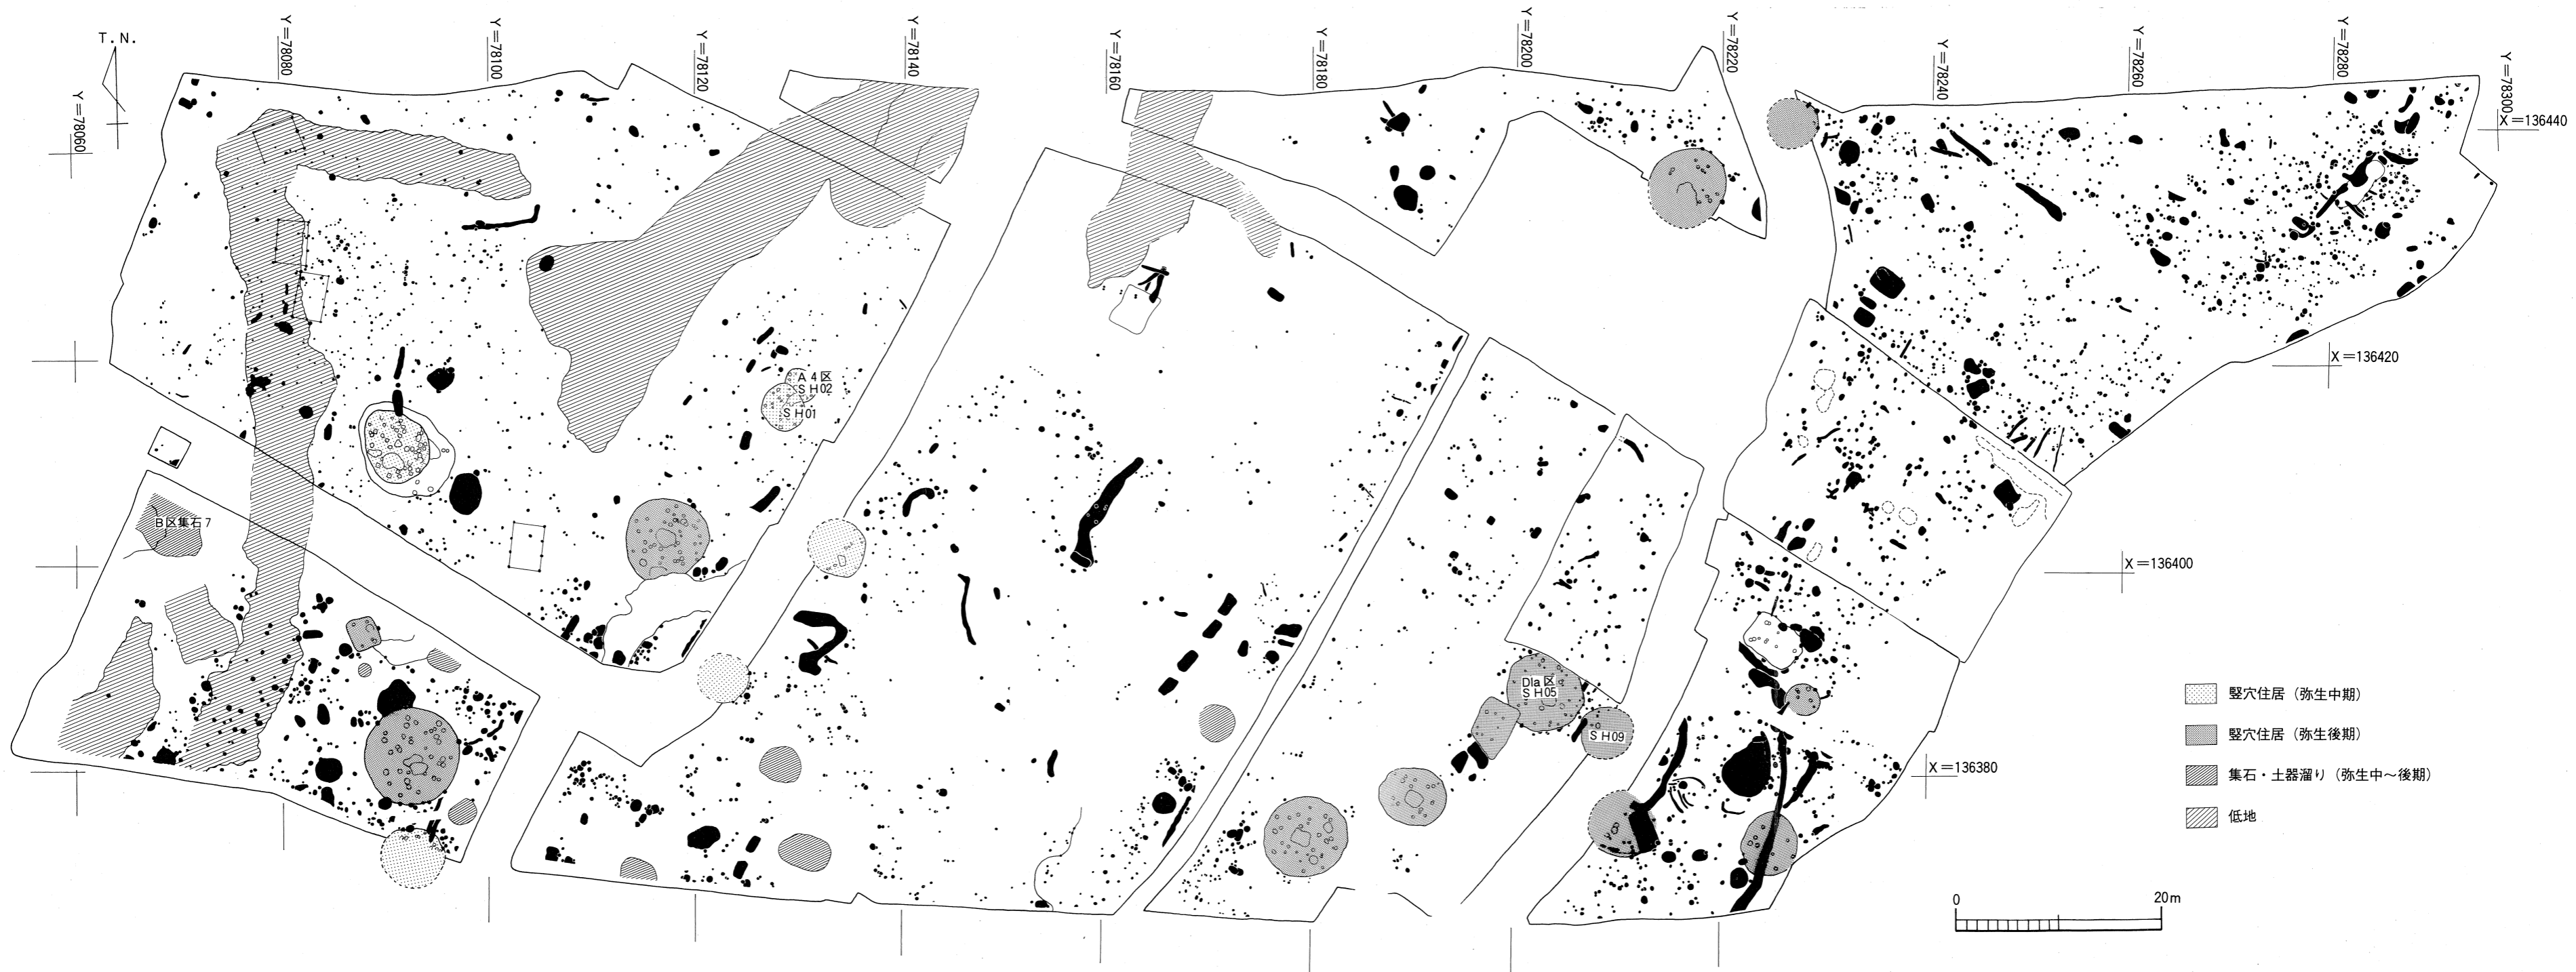 T.N.
Y=78060
Y=78080
Y=78100
Y=78120
Y=78140
Y=78160
Y=78180
Y=78200
Y=78220
Y=78240
Y=78260
Y=78280
Y=78300
X=136440
X=136420
X=136400
X=136380
A4区
SH02
SH01
B区集石7
DIa区
SH05
SH09
竪穴住居（弥生中期）
竪穴住居（弥生後期）
集石・土器溜り（弥生中～後期）
低地
0 20m